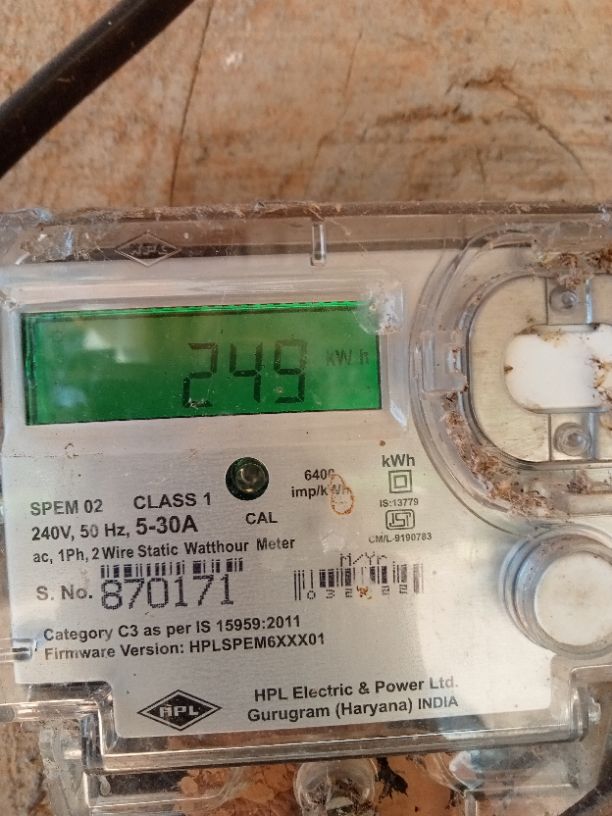 249 kWh
6400
imp/kWh
kWh
IS:13779
ISI
CM/L-9190783
SPEM 02 CLASS 1
CAL
240V, 50 Hz, 5-30A
ac, 1Ph, 2 Wire Static Watthour Meter
M/Yr
S. No. 870171
Category C3 as per IS 15959:2011
Firmware Version: HPLSPEM6XXX01
HPL
HPL Electric & Power Ltd.
Gurugram (Haryana) INDIA